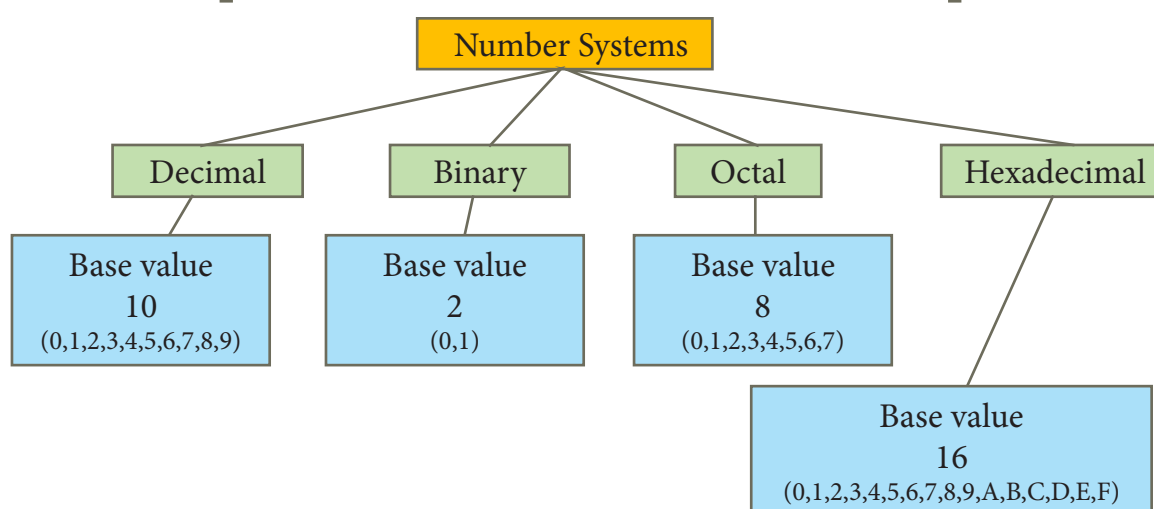 Number Systems
Decimal
Binary
Octal
Hexadecimal
Base value
10
(0,1,2,3,4,5,6,7,8,9)
Base value
2
(0,1)
Base value
8
(0,1,2,3,4,5,6,7)
Base value
16
(0,1,2,3,4,5,6,7,8,9,A,B,C,D,E,F)